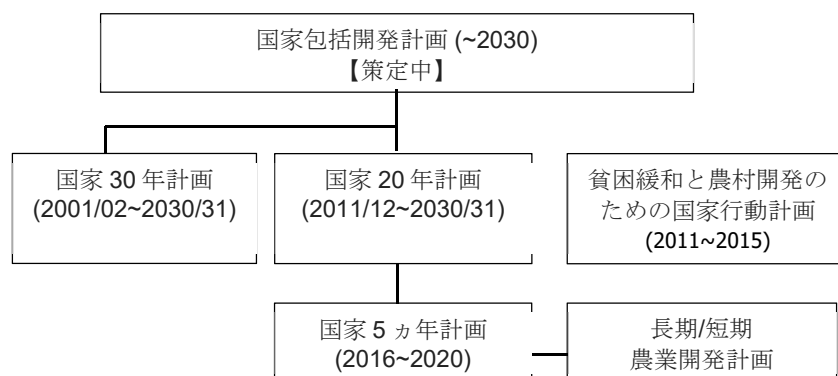 国家包括開発計画 (~2030)
【策定中】
国家 30 年計画
(2001/02~2030/31)
国家 20 年計画
(2011/12~2030/31)
貧困緩和と農村開発の
ための国家行動計画
(2011~2015)
国家 5 ヵ年計画
(2016~2020)
長期/短期
農業開発計画